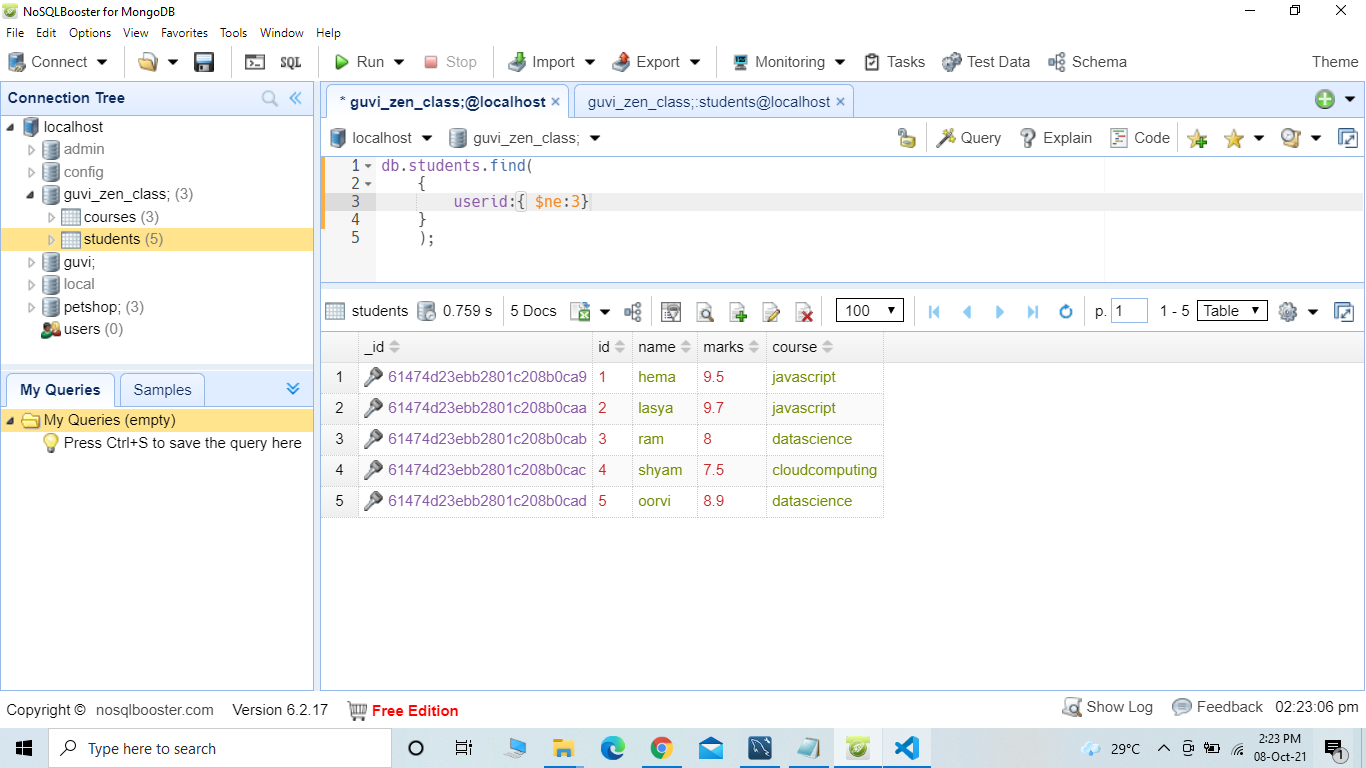 NoSQLBooster for MongoDB
File Edit Options View Favorites Tools Window Help
Connect SQL Run Stop Import Export Monitoring Tasks Test Data Schema Theme
Connection Tree
localhost
admin
config
guvi_zen_class; (3)
courses (3)
students (5)
guvi;
local
petshop; (3)
users (0)
My Queries Samples
My Queries (empty)
Press Ctrl+S to save the query here
* guvi_zen_class;@localhost × guvi_zen_class;:students@localhost ×
localhost guvi_zen_class; Query Explain Code
1 db.students.find(
2 {
3 userid:{ $ne:3}
4 }
5 );
students 0.759 s 5 Docs 100 p. 1 1 - 5 Table
_id id name marks course
1 61474d23ebb2801c208b0ca9 1 hema 9.5 javascript
2 61474d23ebb2801c208b0caa 2 lasya 9.7 javascript
3 61474d23ebb2801c208b0cab 3 ram 8 datascience
4 61474d23ebb2801c208b0cac 4 shyam 7.5 cloudcomputing
5 61474d23ebb2801c208b0cad 5 oorvi 8.9 datascience
Copyright © nosqlbooster.com Version 6.2.17 Free Edition Show Log Feedback 02:23:06 pm
Type here to search 29°C 2:23 PM
08-Oct-21 1